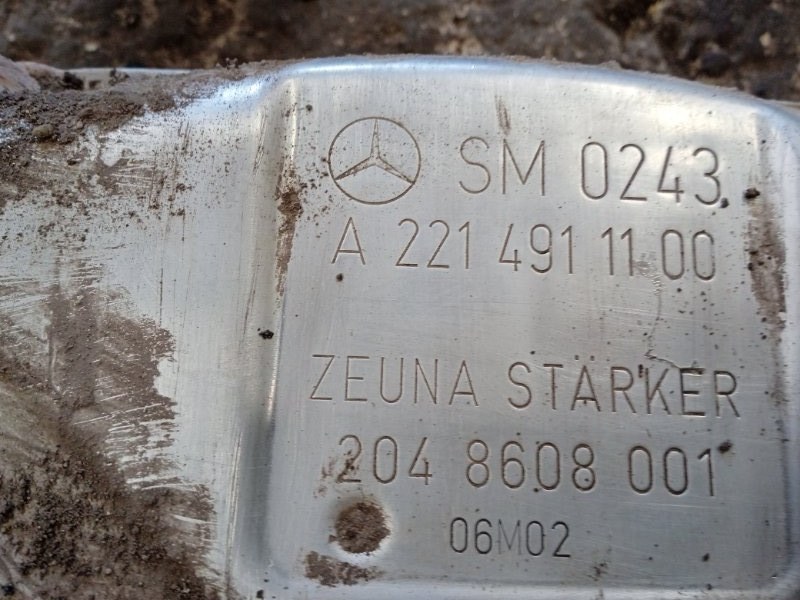 SM 0243
A 221 491 11 00
ZEUNA STÄRKER
204 8608 001
06M02